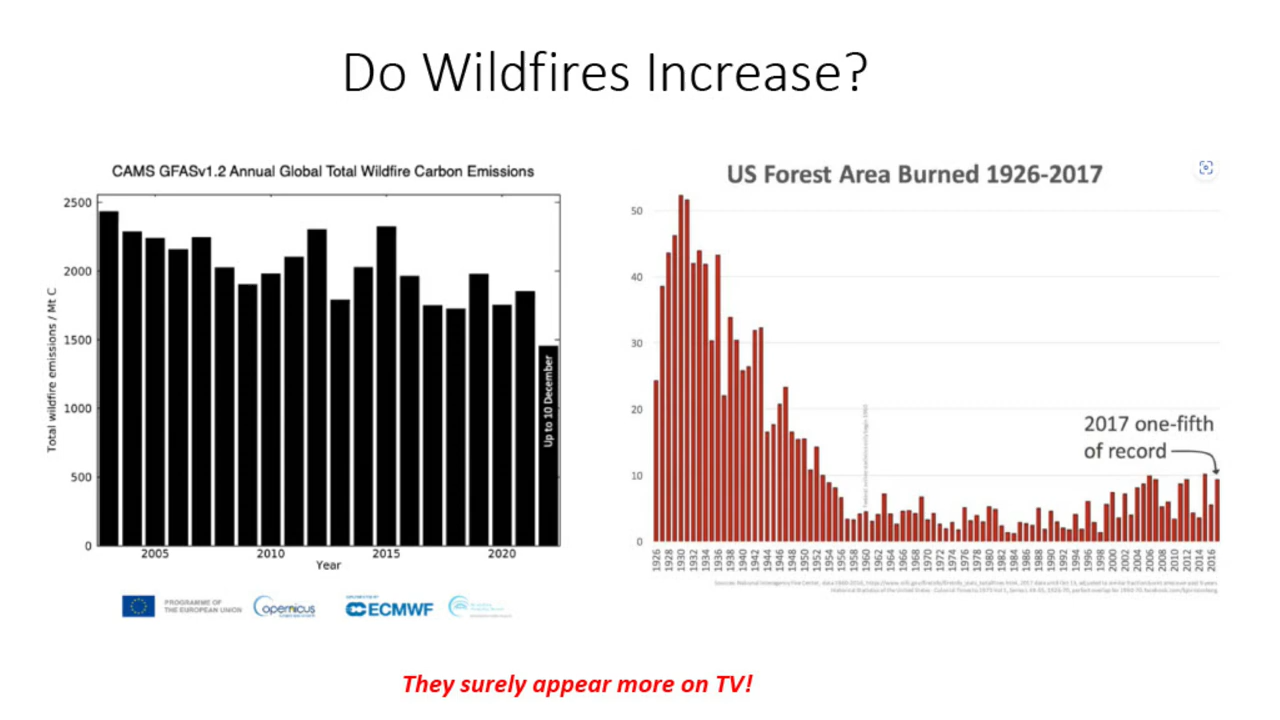 Do Wildfires Increase?
CAMS GFASv1.2 Annual Global Total Wildfire Carbon Emissions
Total wildfire emissions / Mt C
2500
2000
1500
1000
500
0
Up to 10 December
2005 2010 2015 2020
Year
PROGRAMME OF
THE EUROPEAN UNION
opernicus
IMPLEMENTED BY
ECMWF
US Forest Area Burned 1926-2017
50
40
30
20
10
0
2017 one-fifth
of record
1926 1928 1930 1932 1934 1936 1938 1940 1942 1944 1946 1948 1950 1952 1954 1956 1958 1960 1962 1964 1966 1968 1970 1972 1974 1976 1978 1980 1982 1984 1986 1988 1990 1992 1994 1996 1998 2000 2002 2004 2006 2008 2010 2012 2014 2016
They surely appear more on TV!